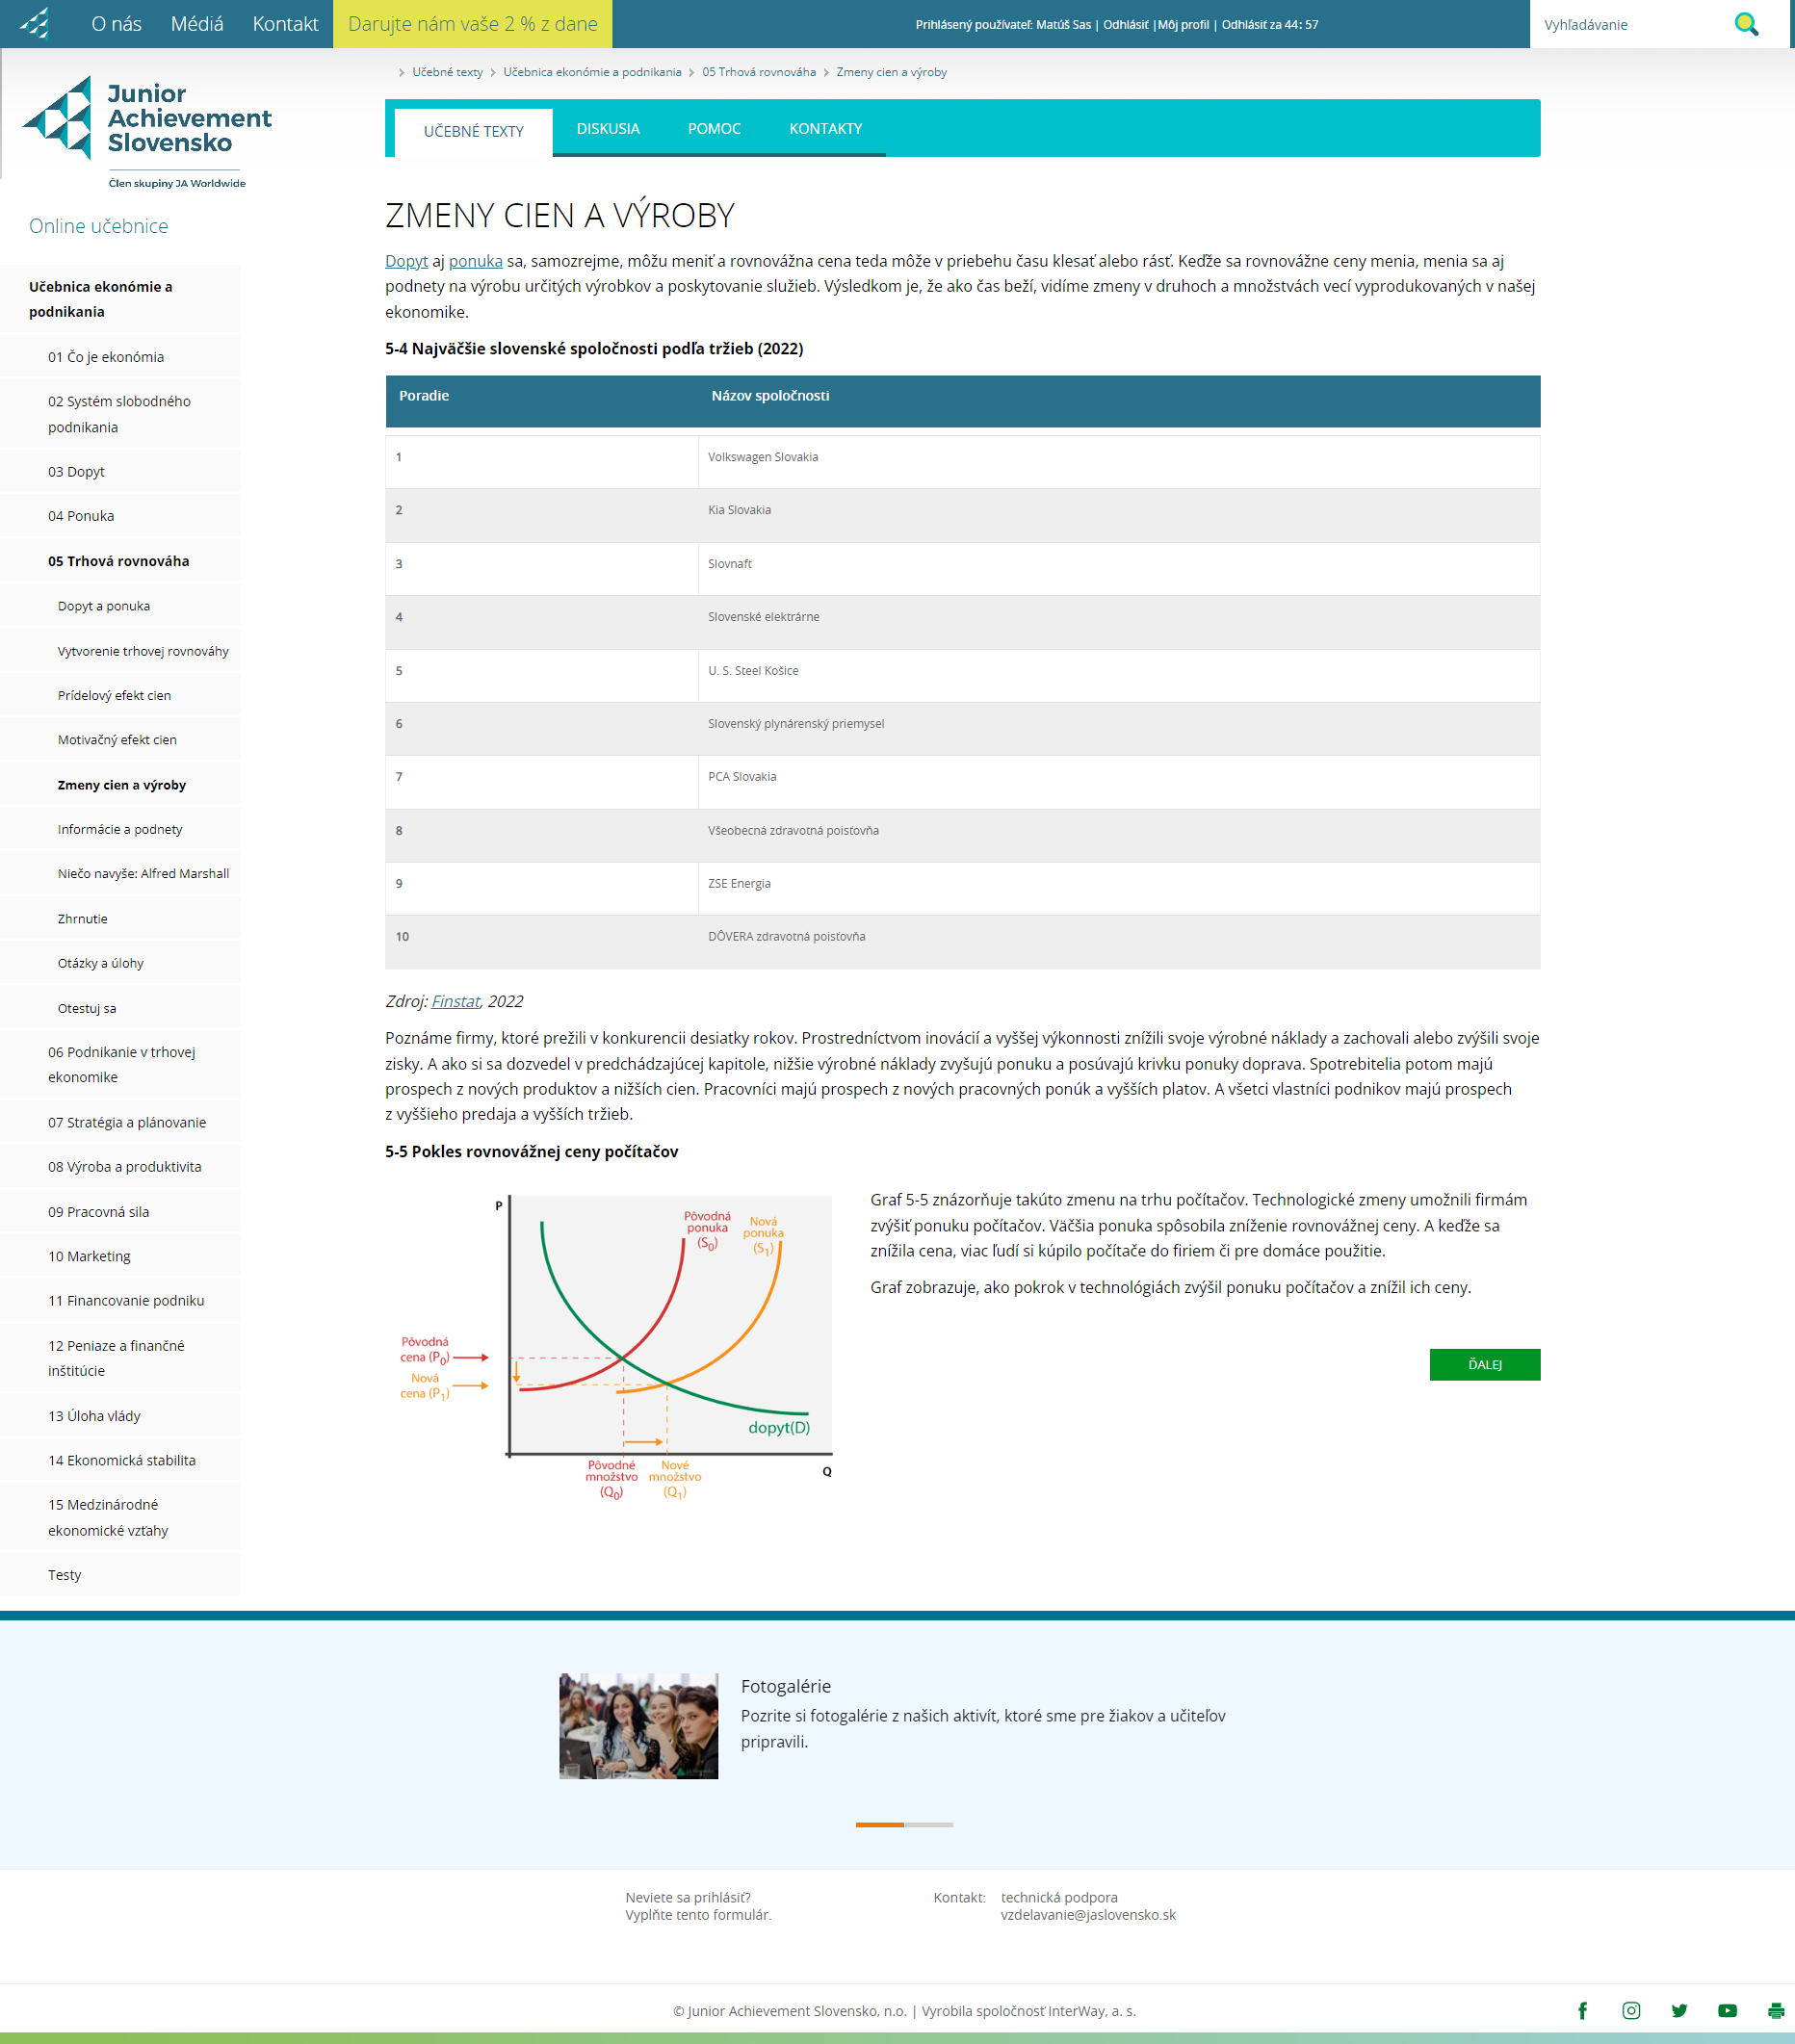 O nás
Médiá
Kontakt
Darujte nám vaše 2 % z dane
Prihlásený používateľ: Matúš Sas | Odhlásiť |Môj profil | Odhlásiť za 44: 57
Vyhľadávanie
Junior
Achievement
Slovensko
Člen skupiny JA Worldwide
Online učebnice
Učebnica ekonómie a
podnikania
01 Čo je ekonómia
02 Systém slobodného
podnikania
03 Dopyt
04 Ponuka
05 Trhová rovnováha
Dopyt a ponuka
Vytvorenie trhovej rovnováhy
Prídelový efekt cien
Motivačný efekt cien
Zmeny cien a výroby
Informácie a podnety
Niečo navyše: Alfred Marshall
Zhrnutie
Otázky a úlohy
Otestuj sa
06 Podnikanie v trhovej
ekonomike
07 Stratégia a plánovanie
08 Výroba a produktivita
09 Pracovná sila
10 Marketing
11 Financovanie podniku
12 Peniaze a finančné
inštitúcie
13 Úloha vlády
14 Ekonomická stabilita
15 Medzinárodné
ekonomické vzťahy
Testy
Učebné texty
Učebnica ekonómie a podnikania
05 Trhová rovnováha
Zmeny cien a výroby
UČEBNÉ TEXTY
DISKUSIA
POMOC
KONTAKTY
ZMENY CIEN A VÝROBY
Dopyt aj ponuka sa, samozrejme, môžu meniť a rovnovážna cena teda môže v priebehu času klesať alebo rásť. Keďže sa rovnovážne ceny menia, menia sa aj
podnety na výrobu určitých výrobkov a poskytovanie služieb. Výsledkom je, že ako čas beží, vidíme zmeny v druhoch a množstvách vecí vyprodukovaných v našej
ekonomike.
5-4 Najväčšie slovenské spoločnosti podľa tržieb (2022)
Poradie Názov spoločnosti
1 Volkswagen Slovakia
2 Kia Slovakia
3 Slovnaft
4 Slovenské elektrárne
5 U. S. Steel Košice
6 Slovenský plynárenský priemysel
7 PCA Slovakia
8 Všeobecná zdravotná poisťovňa
9 ZSE Energia
10 DÔVERA zdravotná poisťovňa
Zdroj: Finstat, 2022
Poznáme firmy, ktoré prežili v konkurencii desiatky rokov. Prostredníctvom inovácií a vyššej výkonnosti znížili svoje výrobné náklady a zachovali alebo zvýšili svoje
zisky. A ako si sa dozvedel v predchádzajúcej kapitole, nižšie výrobné náklady zvyšujú ponuku a posúvajú krivku ponuky doprava. Spotrebitelia potom majú
prospech z nových produktov a nižších cien. Pracovníci majú prospech z nových pracovných ponúk a vyšších platov. A všetci vlastníci podnikov majú prospech
z vyššieho predaja a vyšších tržieb.
5-5 Pokles rovnovážnej ceny počítačov
P
Pôvodná
ponuka
(S0)
Nová
ponuka
(S1)
Pôvodná
cena (P0)
Nová
cena (P1)
dopyt(D)
Pôvodné
množstvo
(Q0)
Nové
množstvo
(Q1)
Q
Graf 5-5 znázorňuje takúto zmenu na trhu počítačov. Technologické zmeny umožnili firmám
zvýšiť ponuku počítačov. Väčšia ponuka spôsobila zníženie rovnovážnej ceny. A keďže sa
znížila cena, viac ľudí si kúpilo počítače do firiem či pre domáce použitie.
Graf zobrazuje, ako pokrok v technológiách zvýšil ponuku počítačov a znížil ich ceny.
ĎALEJ
Fotogalérie
Pozrite si fotogalérie z našich aktivít, ktoré sme pre žiakov a učiteľov
pripravili.
Neviete sa prihlásiť?
Vyplňte tento formulár.
Kontakt: technická podpora
vzdelavanie@jaslovensko.sk
© Junior Achievement Slovensko, n.o. | Vyrobila spoločnosť InterWay, a. s.